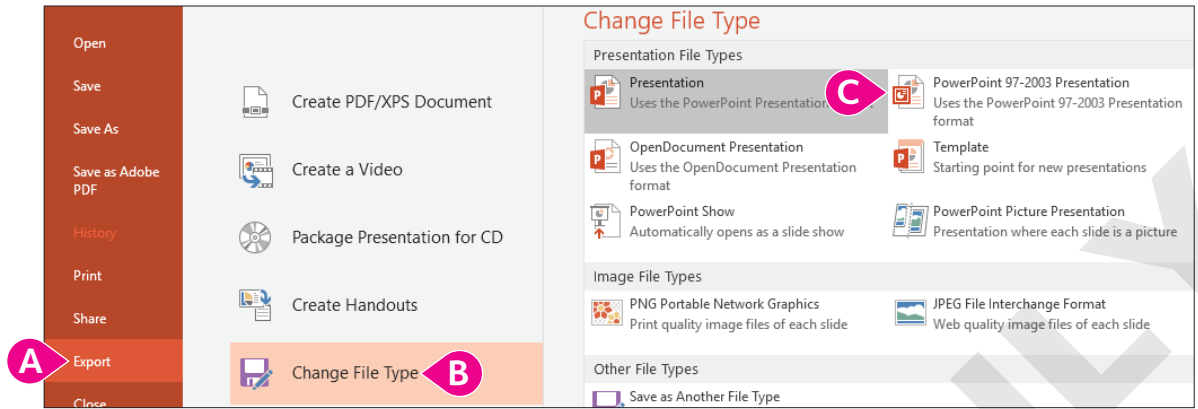 Open
Save
Save As
Save as Adobe
PDF
History
Print
Share
A
Export
Close
Create PDF/XPS Document
Create a Video
Package Presentation for CD
Create Handouts
Change File Type
B
Change File Type
Presentation File Types
Presentation
Uses the PowerPoint Presentation
C
PowerPoint 97-2003 Presentation
Uses the PowerPoint 97-2003 Presentation
format
OpenDocument Presentation
Uses the OpenDocument Presentation
format
Template
Starting point for new presentations
PowerPoint Show
Automatically opens as a slide show
PowerPoint Picture Presentation
Presentation where each slide is a picture
Image File Types
PNG Portable Network Graphics
Print quality image files of each slide
JPEG File Interchange Format
Web quality image files of each slide
Other File Types
Save as Another File Type